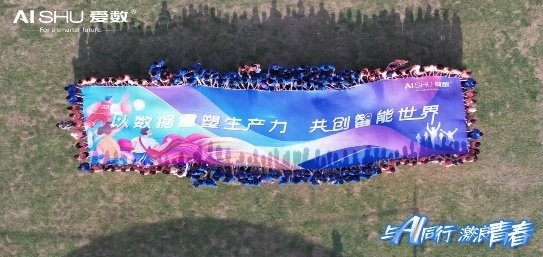 AISHU 爱数
For a smarter future.
AISHU 爱数
以数据重塑生产力 共创智能世界
与AI同行 激浪青春